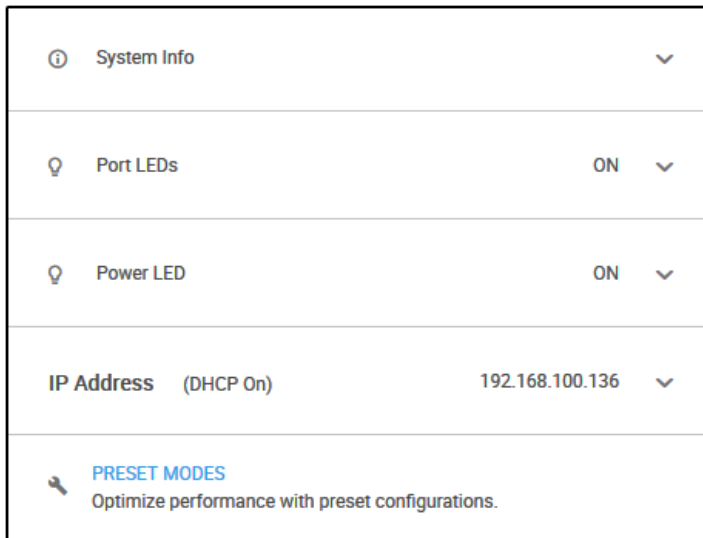 System Info
Port LEDs ON
Power LED ON
IP Address (DHCP On) 192.168.100.136
PRESET MODES
Optimize performance with preset configurations.